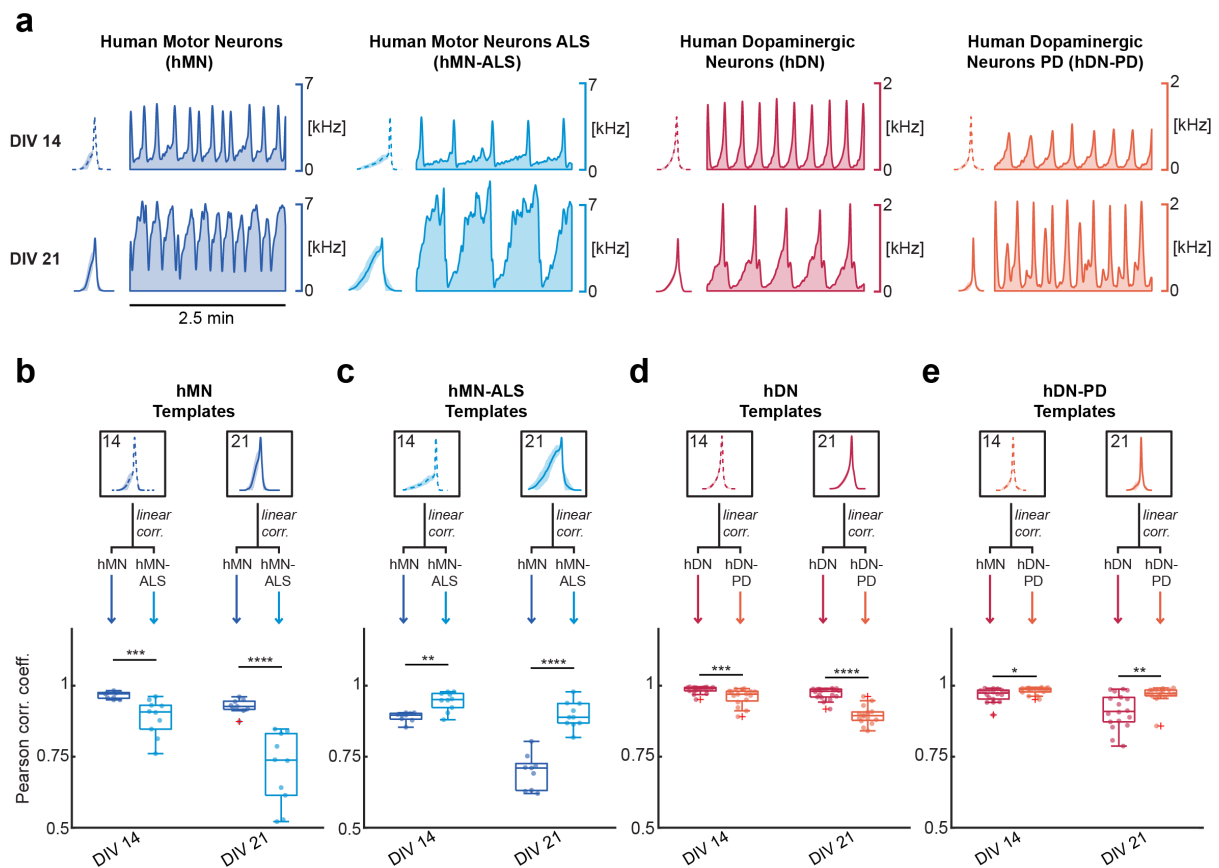 a
Human Motor Neurons
(hMN)
Human Motor Neurons ALS
(hMN-ALS)
Human Dopaminergic
Neurons (hDN)
Human Dopaminergic
Neurons PD (hDN-PD)
DIV 14
7
[kHz]
0
7
[kHz]
0
2
[kHz]
0
2
[kHz]
0
DIV 21
7
[kHz]
0
7
[kHz]
0
2
[kHz]
0
2
[kHz]
0
2.5 min
b
hMN
Templates
14
21
linear
corr.
linear
corr.
hMN
hMN-
ALS
hMN
hMN-
ALS
Pearson corr. coeff.
***
****
1
0.75
0.5
DIV 14
DIV 21
c
hMN-ALS
Templates
14
21
linear
corr.
linear
corr.
hMN
hMN-
ALS
hMN
hMN-
ALS
**
****
1
0.75
0.5
DIV 14
DIV 21
d
hDN
Templates
14
21
linear
corr.
linear
corr.
hDN
hDN-
PD
hDN
hDN-
PD
***
****
1
0.75
0.5
DIV 14
DIV 21
e
hDN-PD
Templates
14
21
linear
corr.
linear
corr.
hMN
hDN-
PD
hDN
hDN-
PD
*
**
1
0.75
0.5
DIV 14
DIV 21